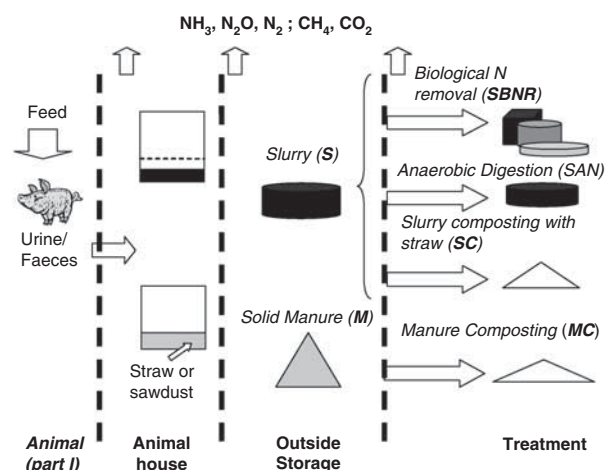 NH3, N2O, N2 ; CH4, CO2
Feed
Urine/
Faeces
Straw or
sawdust
Slurry (S)
Solid Manure (M)
Biological N
removal (SBNR)
Anaerobic Digestion (SAN)
Slurry composting with
straw (SC)
Manure Composting (MC)
Animal
(part I)
Animal
house
Outside
Storage
Treatment